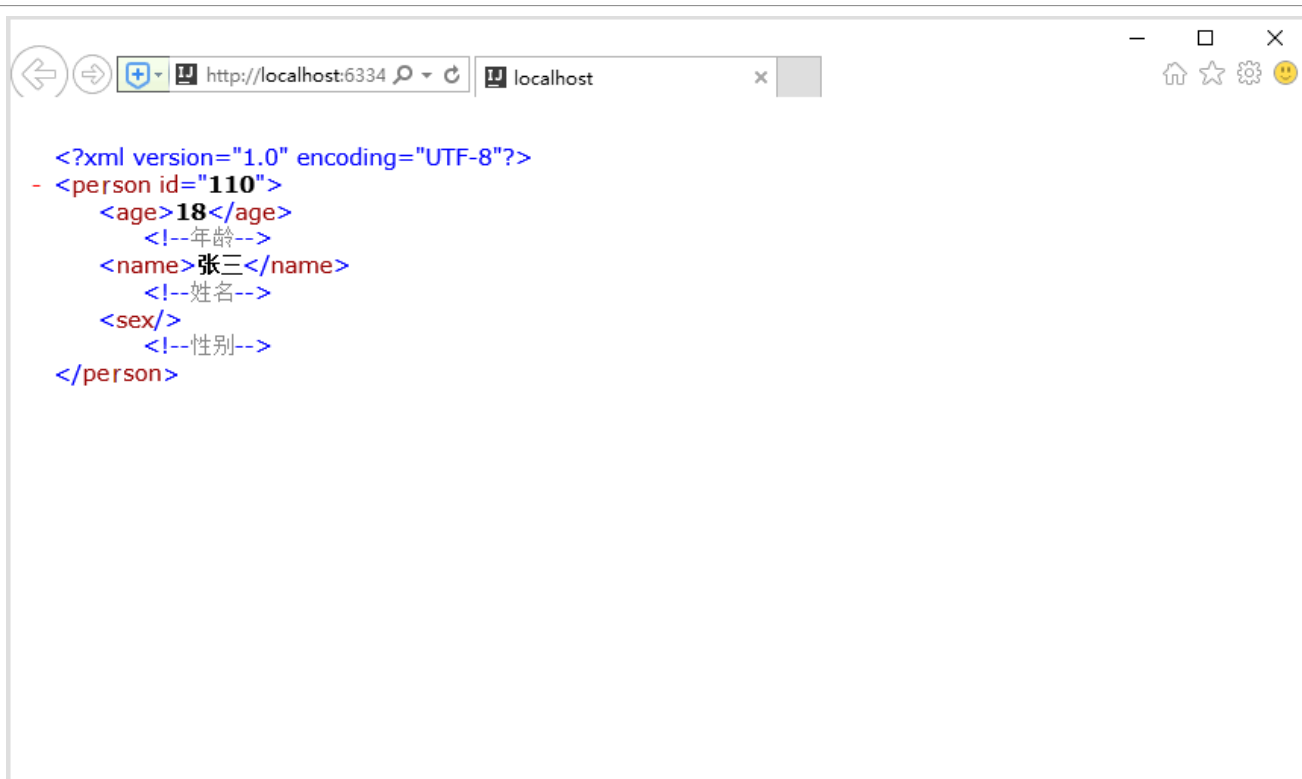 http://localhost:6334
localhost
<?xml version="1.0" encoding="UTF-8"?>
- <person id="110">
<age>18</age>
<!--年龄-->
<name>张三</name>
<!--姓名-->
<sex/>
<!--性别-->
</person>